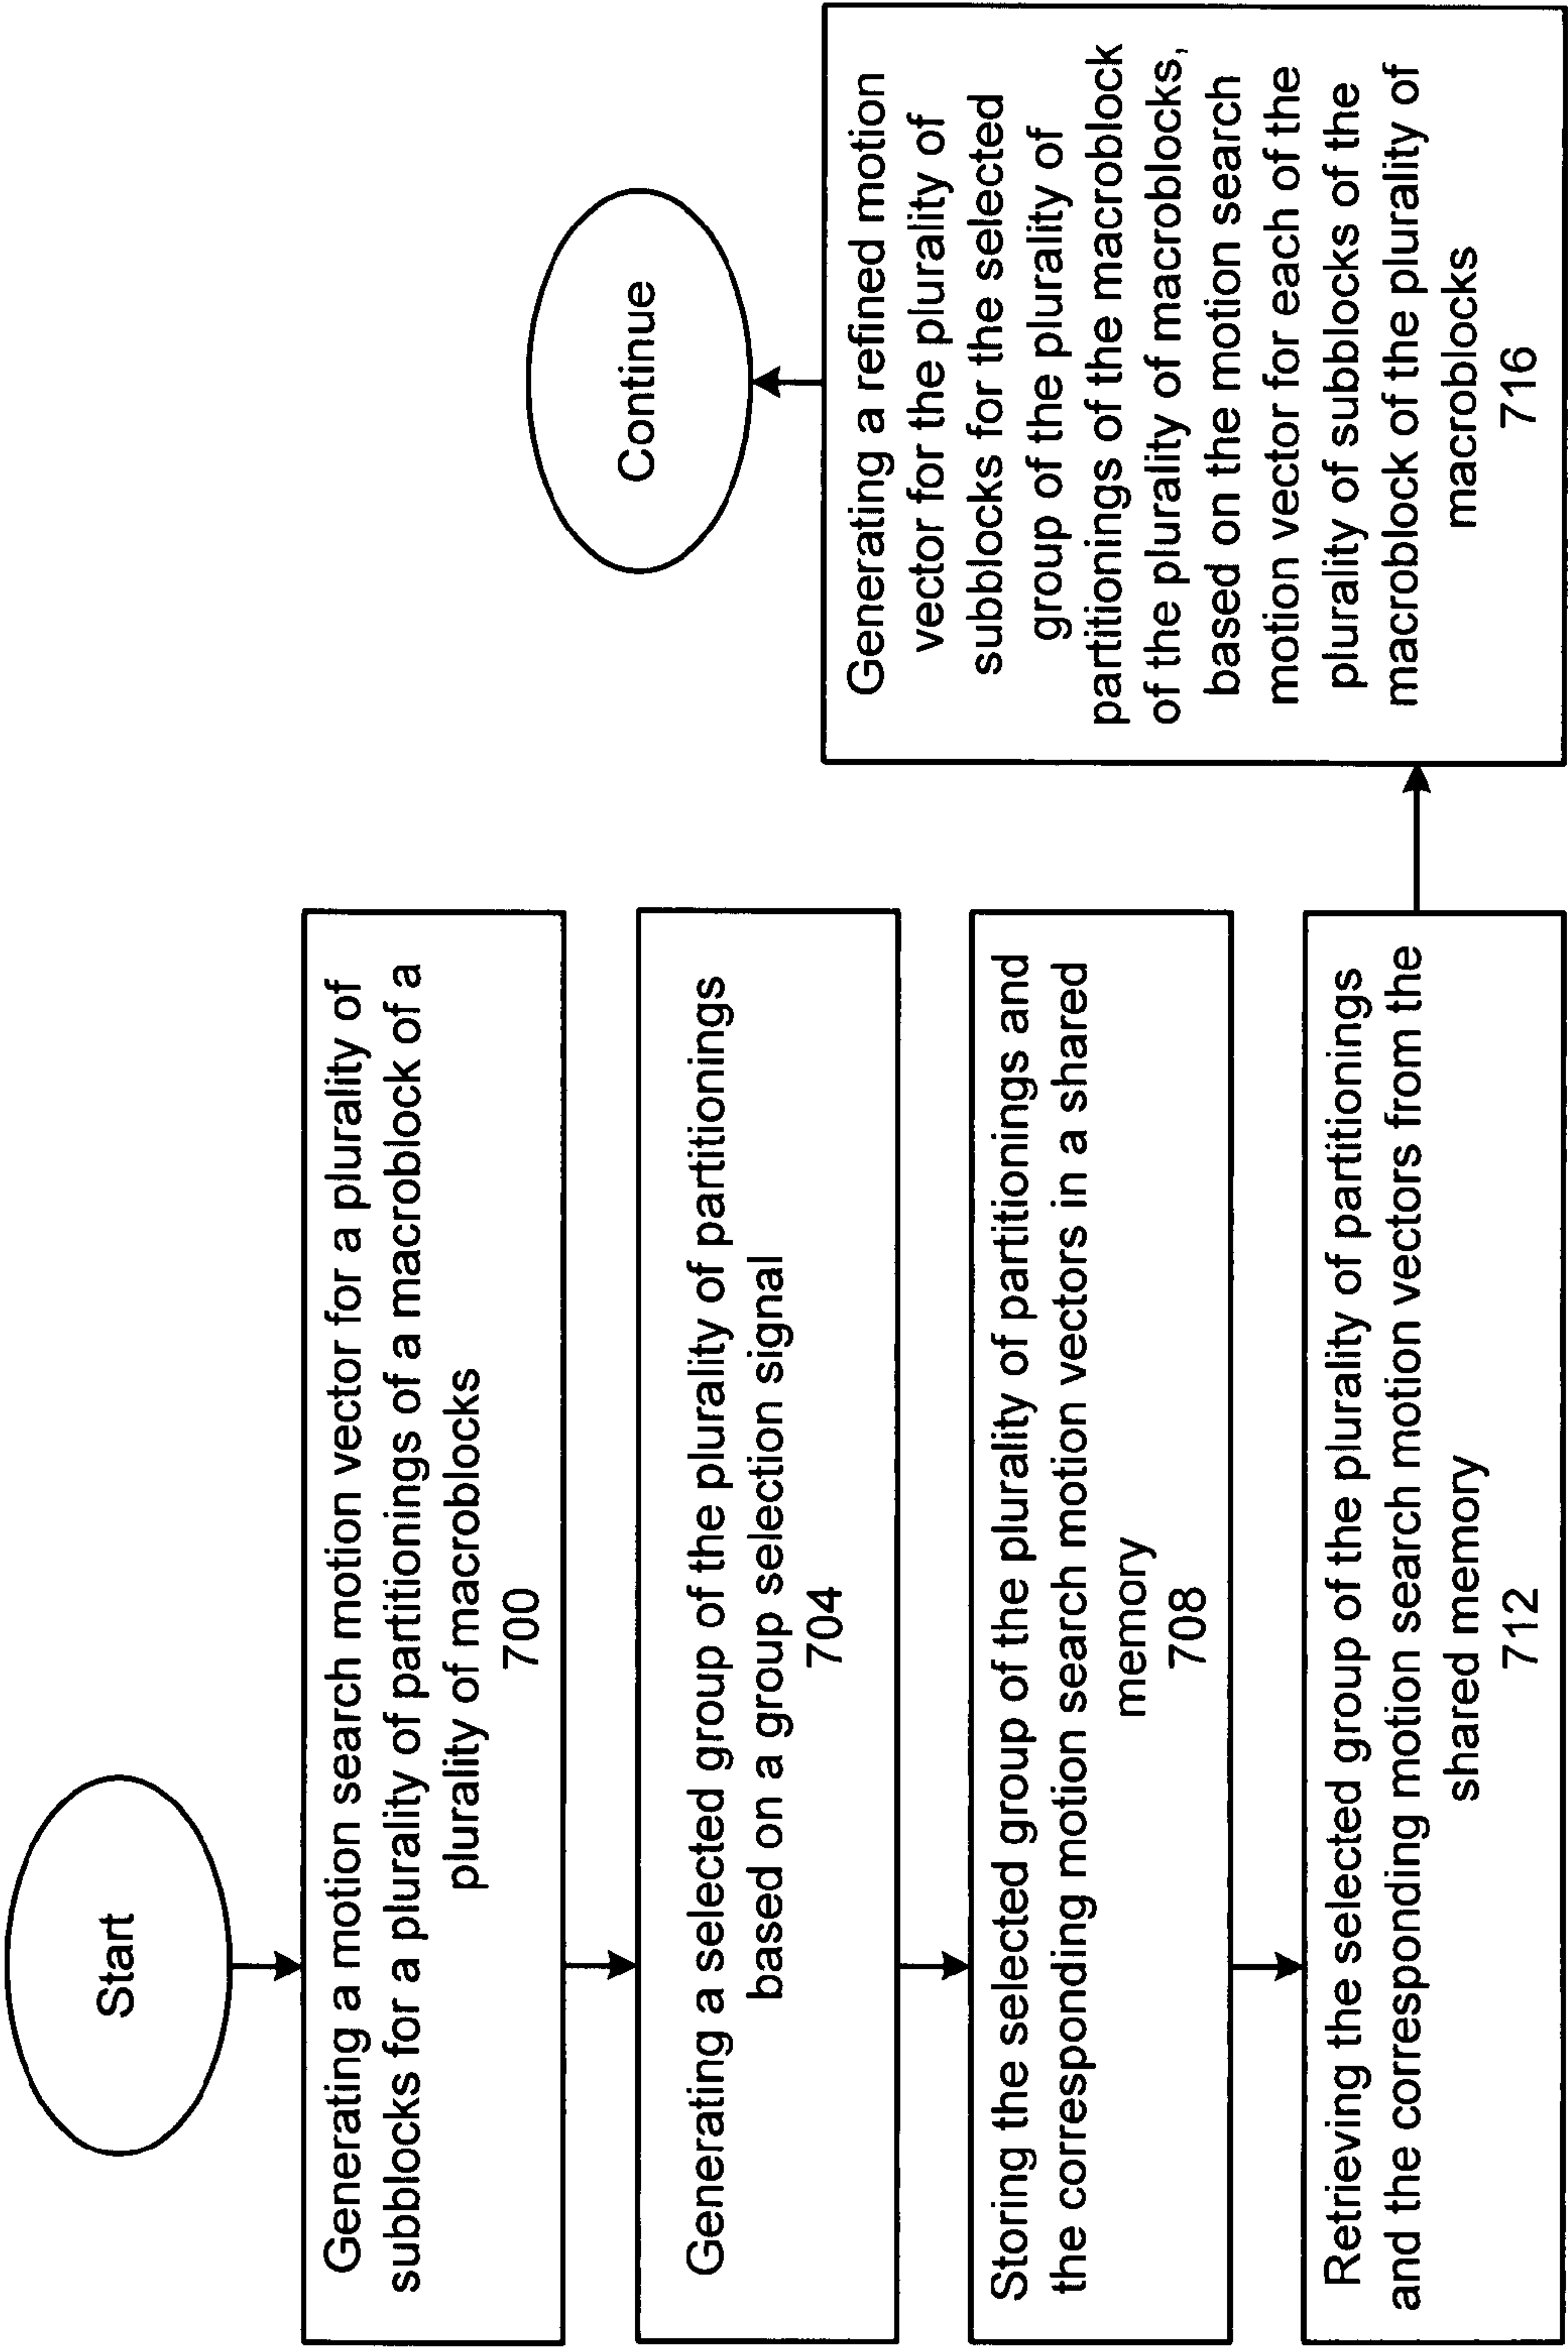 Start
Generating a motion search motion vector for a plurality of
subblocks for a plurality of partitionings of a macroblock of a
plurality of macroblocks
700
Generating a selected group of the plurality of partitionings
based on a group selection signal
704
Storing the selected group of the plurality of partitionings and
the corresponding motion search motion vectors in a shared
memory
708
Retrieving the selected group of the plurality of partitionings
and the corresponding motion search motion vectors from the
shared memory
712
Generating a refined motion
vector for the plurality of
subblocks for the selected
group of the plurality of
partitionings of the macroblock
of the plurality of macroblocks,
based on the motion search
motion vector for each of the
plurality of subblocks of the
macroblock of the plurality of
macroblocks
716
Continue